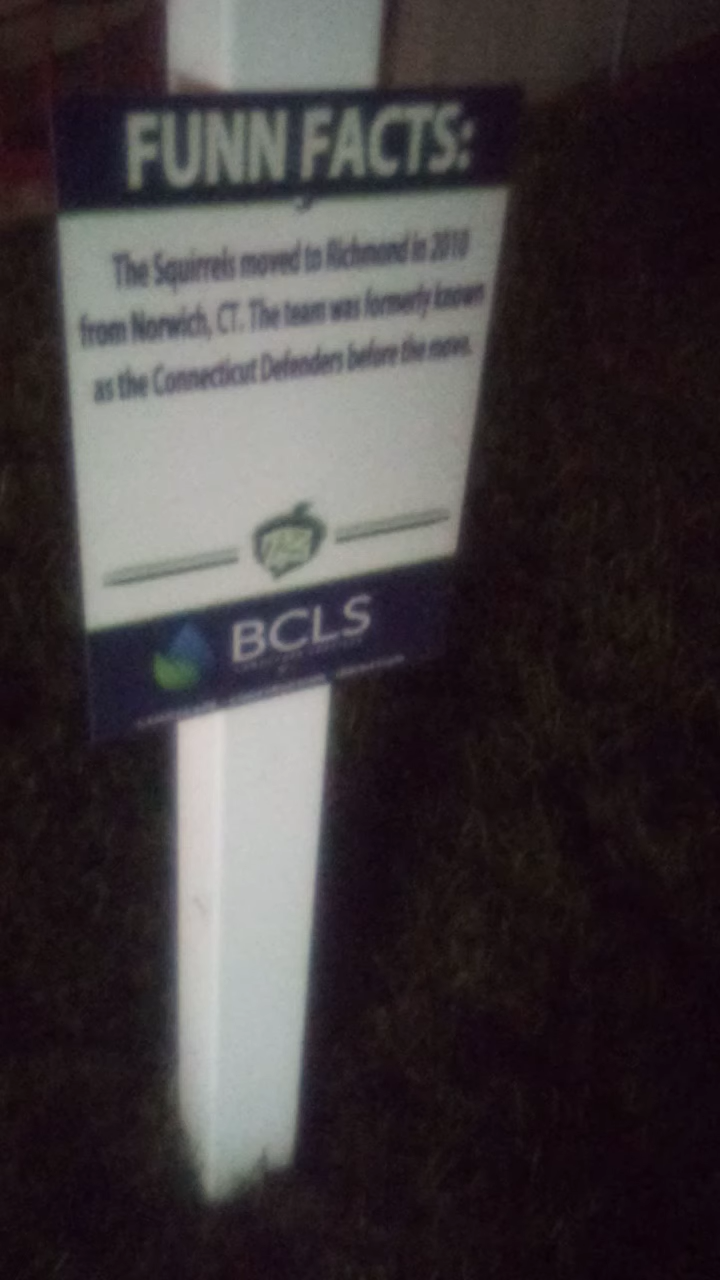 FUNN FACTS:
The Squirrels moved to Richmond in 2010
from Norwich, CT. The team was formerly known
as the Connecticut Defenders before the move.
BCLS